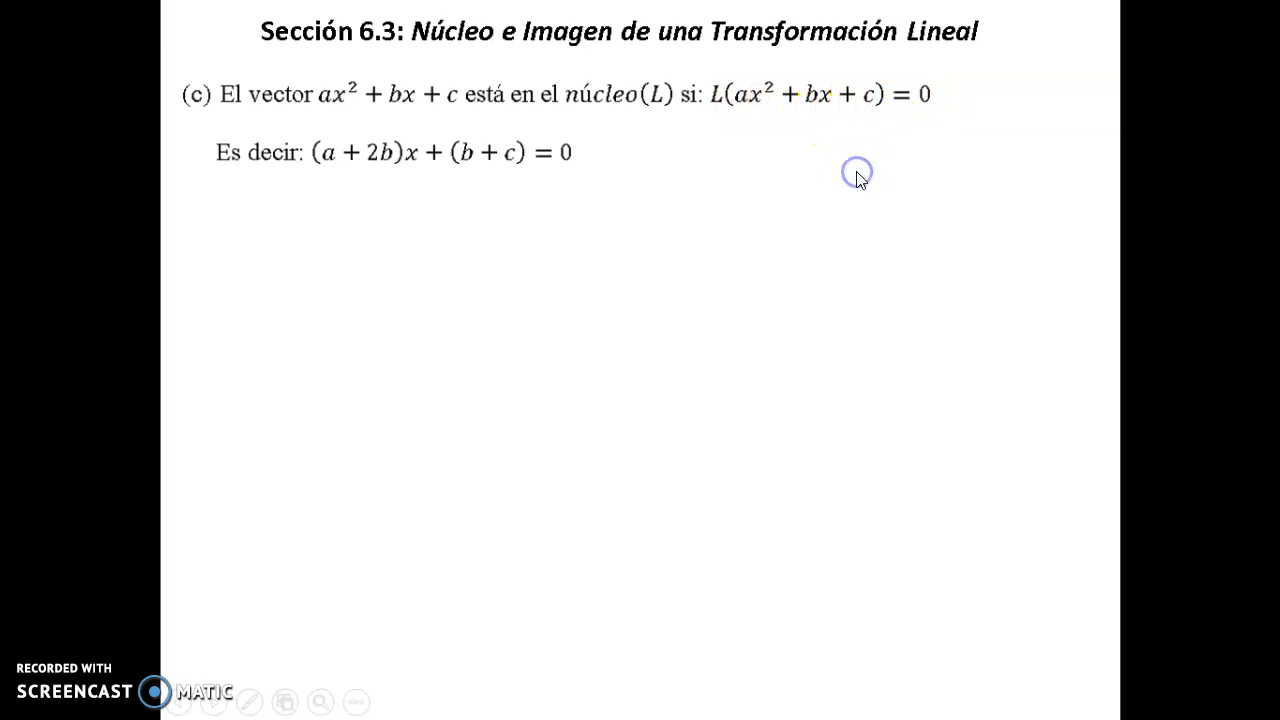 Sección 6.3: Núcleo e Imagen de una Transformación Lineal
(c) El vector ax² + bx + c está en el núcleo(L) si: L(ax² + bx + c) = 0
Es decir: (a + 2b)x + (b + c) = 0
RECORDED WITH
SCREENCAST MATIC